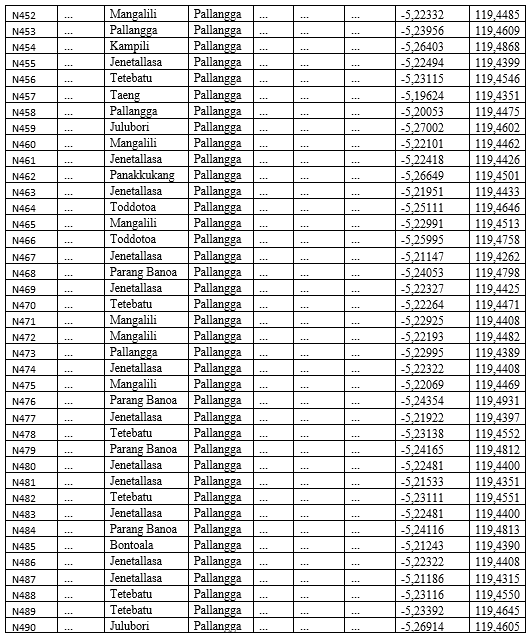 N452 ... Mangalili Pallangga ... ... ... -5,22332 119,4485
N453 ... Pallangga Pallangga ... ... ... -5,23956 119,4609
N454 ... Kampili Pallangga ... ... ... -5,26403 119,4868
N455 ... Jenetallasa Pallangga ... ... ... -5,22494 119,4399
N456 ... Tetebatu Pallangga ... ... ... -5,23115 119,4546
N457 ... Taeng Pallangga ... ... ... -5,19624 119,4351
N458 ... Pallangga Pallangga ... ... ... -5,20053 119,4475
N459 ... Julubori Pallangga ... ... ... -5,27002 119,4602
N460 ... Mangalili Pallangga ... ... ... -5,22101 119,4462
N461 ... Jenetallasa Pallangga ... ... ... -5,22418 119,4426
N462 ... Panakkukang Pallangga ... ... ... -5,26649 119,4501
N463 ... Jenetallasa Pallangga ... ... ... -5,21951 119,4433
N464 ... Toddotoa Pallangga ... ... ... -5,25111 119,4646
N465 ... Mangalili Pallangga ... ... ... -5,22991 119,4513
N466 ... Toddotoa Pallangga ... ... ... -5,25995 119,4758
N467 ... Jenetallasa Pallangga ... ... ... -5,21147 119,4262
N468 ... Parang Banoa Pallangga ... ... ... -5,24053 119,4798
N469 ... Jenetallasa Pallangga ... ... ... -5,22327 119,4425
N470 ... Tetebatu Pallangga ... ... ... -5,22264 119,4471
N471 ... Mangalili Pallangga ... ... ... -5,22925 119,4408
N472 ... Mangalili Pallangga ... ... ... -5,22193 119,4482
N473 ... Pallangga Pallangga ... ... ... -5,22995 119,4389
N474 ... Jenetallasa Pallangga ... ... ... -5,22322 119,4408
N475 ... Mangalili Pallangga ... ... ... -5,22069 119,4469
N476 ... Parang Banoa Pallangga ... ... ... -5,24354 119,4931
N477 ... Jenetallasa Pallangga ... ... ... -5,21922 119,4397
N478 ... Tetebatu Pallangga ... ... ... -5,23138 119,4552
N479 ... Parang Banoa Pallangga ... ... ... -5,24165 119,4812
N480 ... Jenetallasa Pallangga ... ... ... -5,22481 119,4400
N481 ... Jenetallasa Pallangga ... ... ... -5,21533 119,4351
N482 ... Tetebatu Pallangga ... ... ... -5,23111 119,4551
N483 ... Jenetallasa Pallangga ... ... ... -5,22481 119,4400
N484 ... Parang Banoa Pallangga ... ... ... -5,24116 119,4813
N485 ... Bontoala Pallangga ... ... ... -5,21243 119,4390
N486 ... Jenetallasa Pallangga ... ... ... -5,22322 119,4408
N487 ... Jenetallasa Pallangga ... ... ... -5,21186 119,4315
N488 ... Tetebatu Pallangga ... ... ... -5,23116 119,4550
N489 ... Tetebatu Pallangga ... ... ... -5,23392 119,4645
N490 ... Julubori Pallangga ... ... ... -5,26914 119,4605